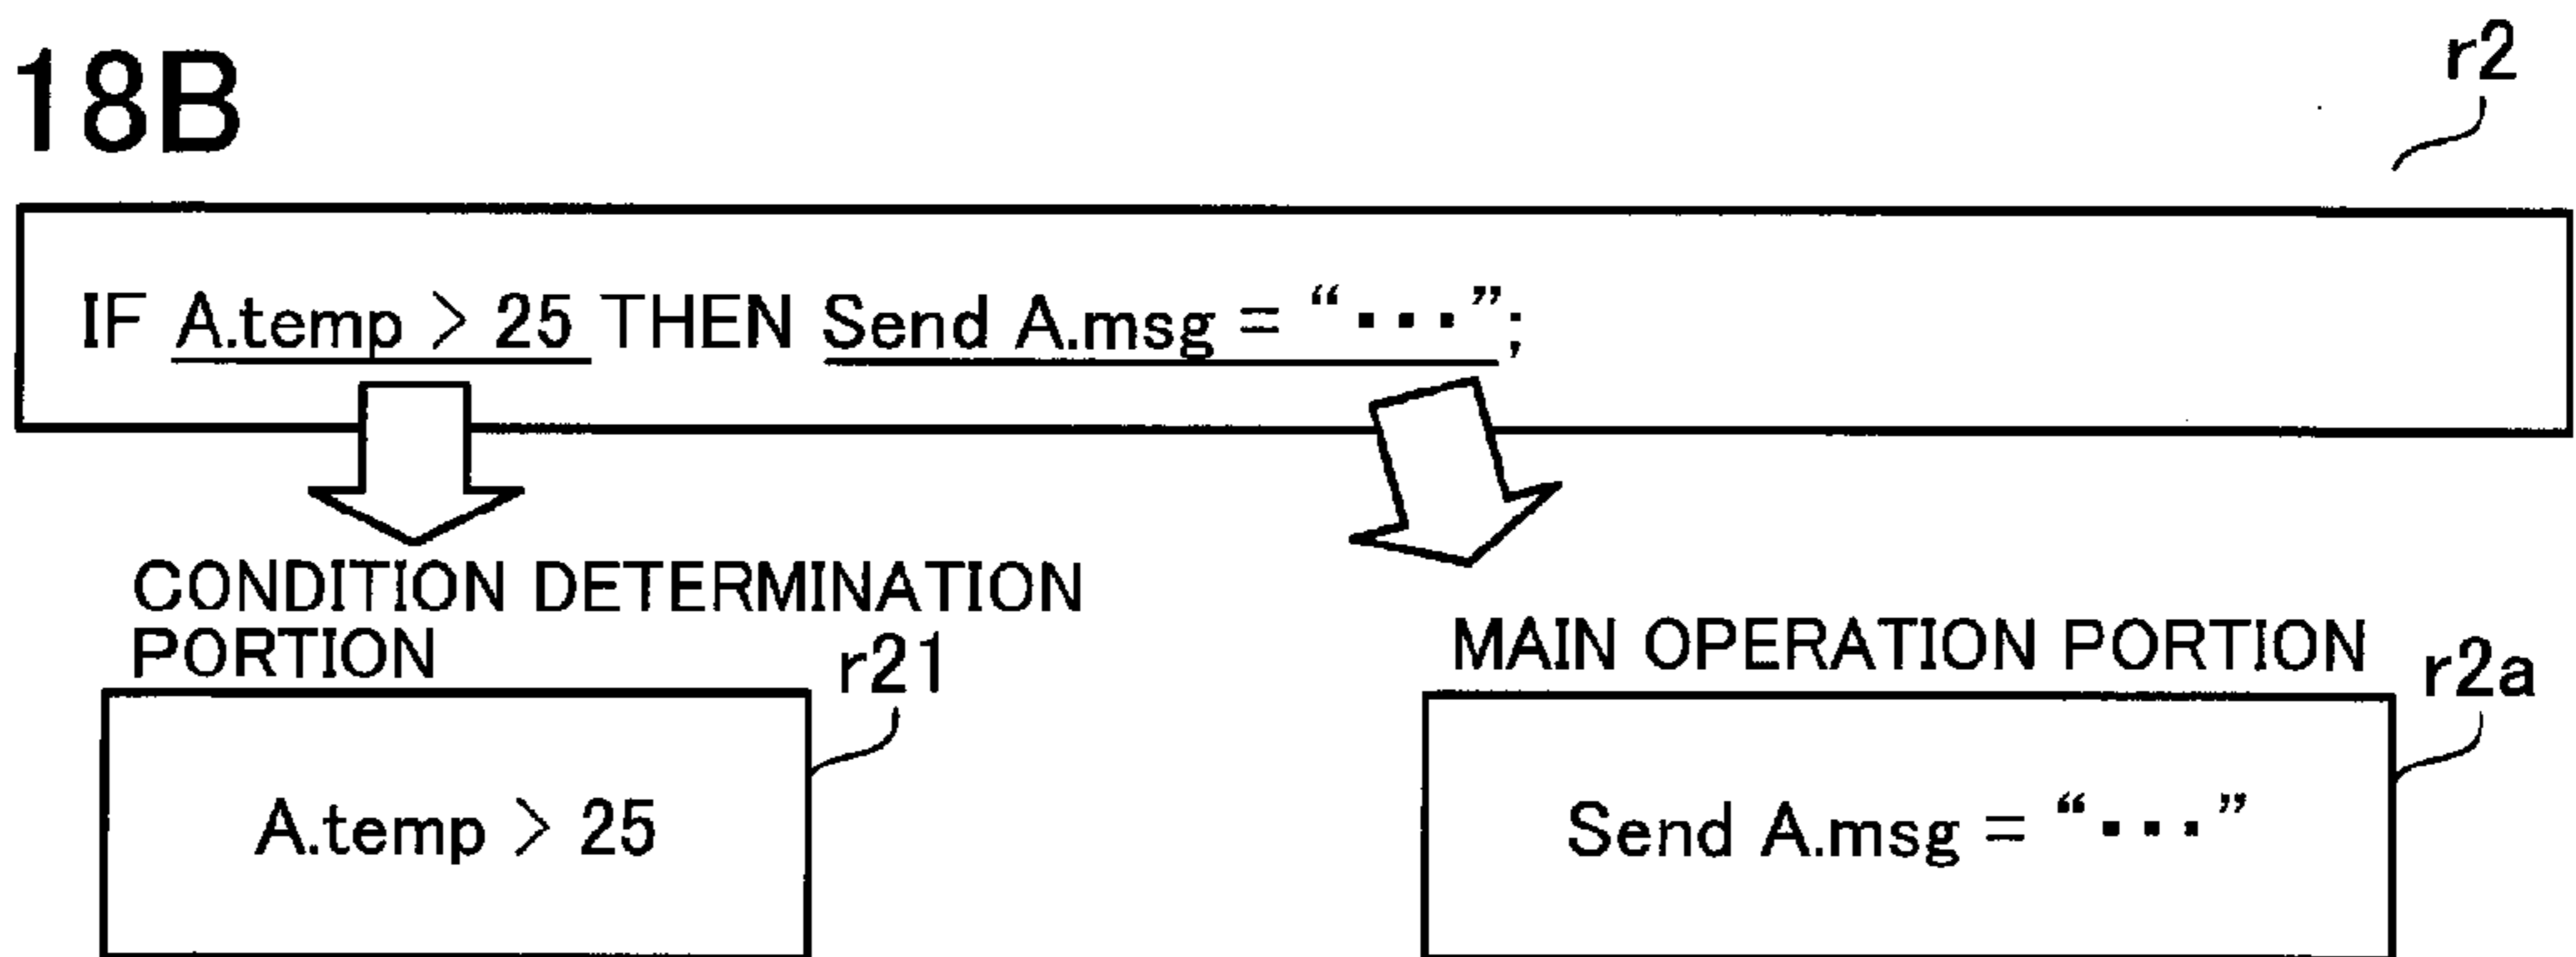 18B
r2
IF A.temp > 25 THEN Send A.msg = “▪▪▪”;
CONDITION DETERMINATION
PORTION
r21
A.temp > 25
MAIN OPERATION PORTION
r2a
Send A.msg = “▪▪▪”